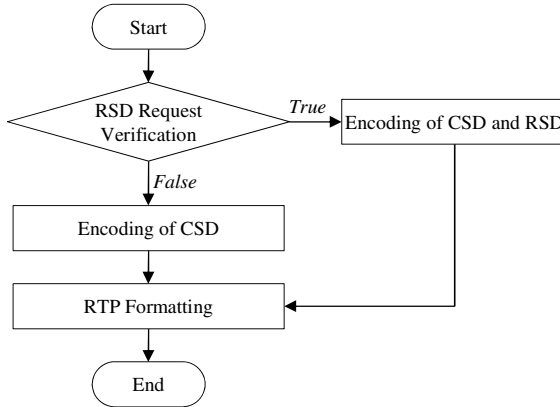 Start
RSD Request
Verification
True
Encoding of CSD and RSD
False
Encoding of CSD
RTP Formatting
End